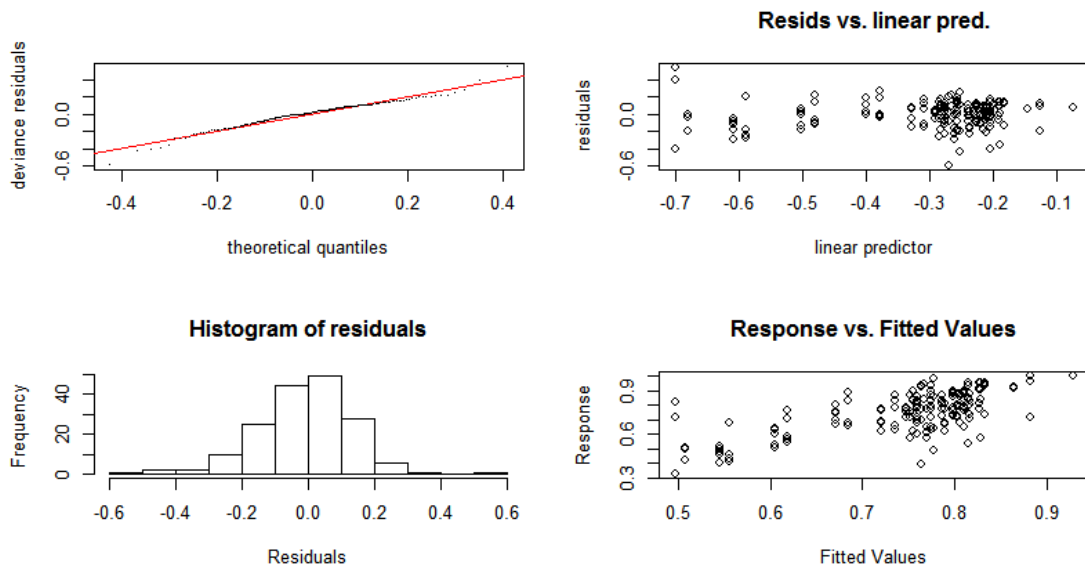 deviance residuals
0.0
-0.6
-0.4 -0.2 0.0 0.2 0.4
theoretical quantiles
Resids vs. linear pred.
residuals
0.0
-0.6
-0.7 -0.6 -0.5 -0.4 -0.3 -0.2 -0.1
linear predictor
Histogram of residuals
Frequency
40
20
0
-0.6 -0.4 -0.2 0.0 0.2 0.4 0.6
Residuals
Response vs. Fitted Values
Response
0.9
0.6
0.3
0.5 0.6 0.7 0.8 0.9
Fitted Values